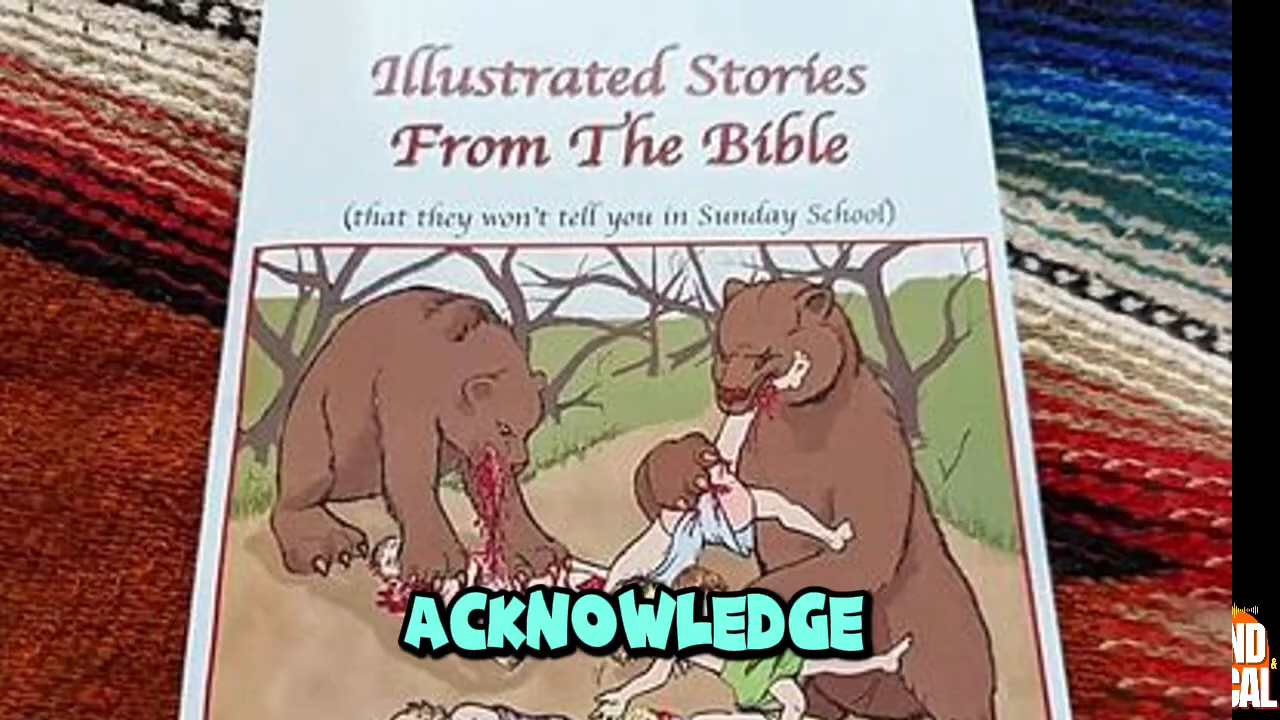 Illustrated Stories
From The Bible
(that they won't tell you in Sunday School)
ACKNOWLEDGE
&